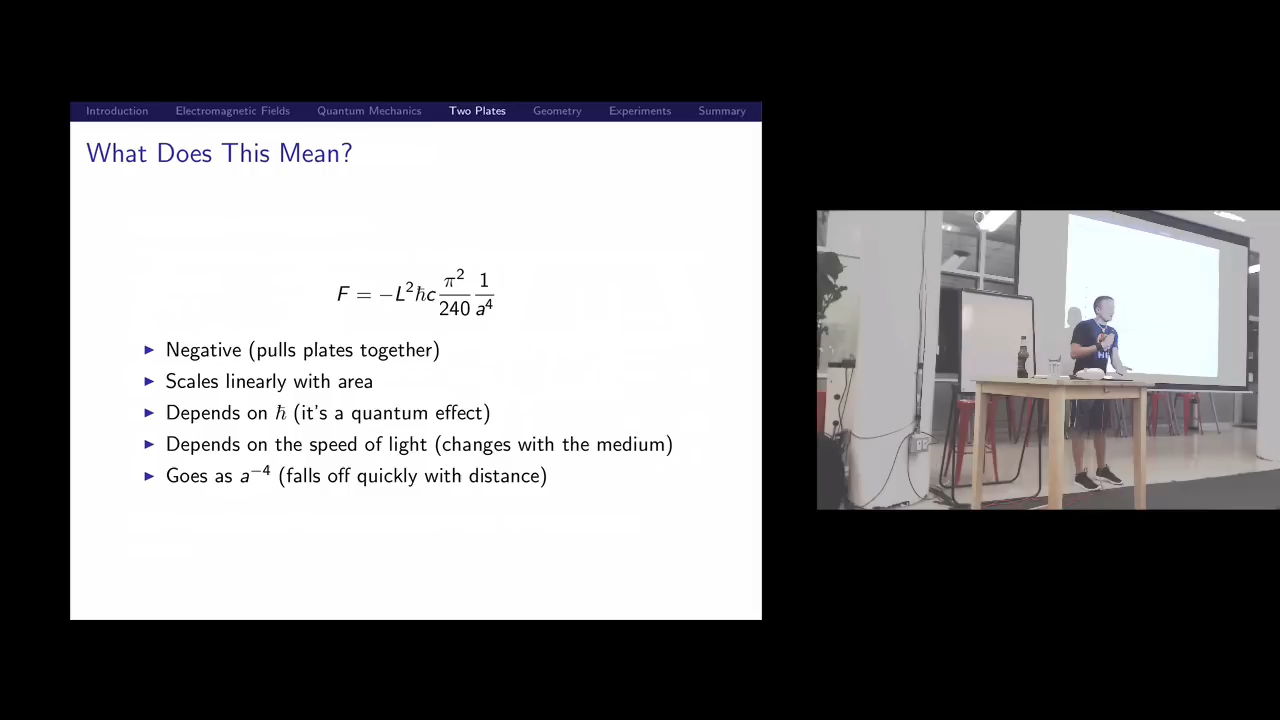 Introduction Electromagnetic Fields Quantum Mechanics Two Plates Geometry Experiments Summary
What Does This Mean?
F = −L²ℏc π²/240 1/a⁴
▶ Negative (pulls plates together)
▶ Scales linearly with area
▶ Depends on ℏ (it's a quantum effect)
▶ Depends on the speed of light (changes with the medium)
▶ Goes as a⁻⁴ (falls off quickly with distance)